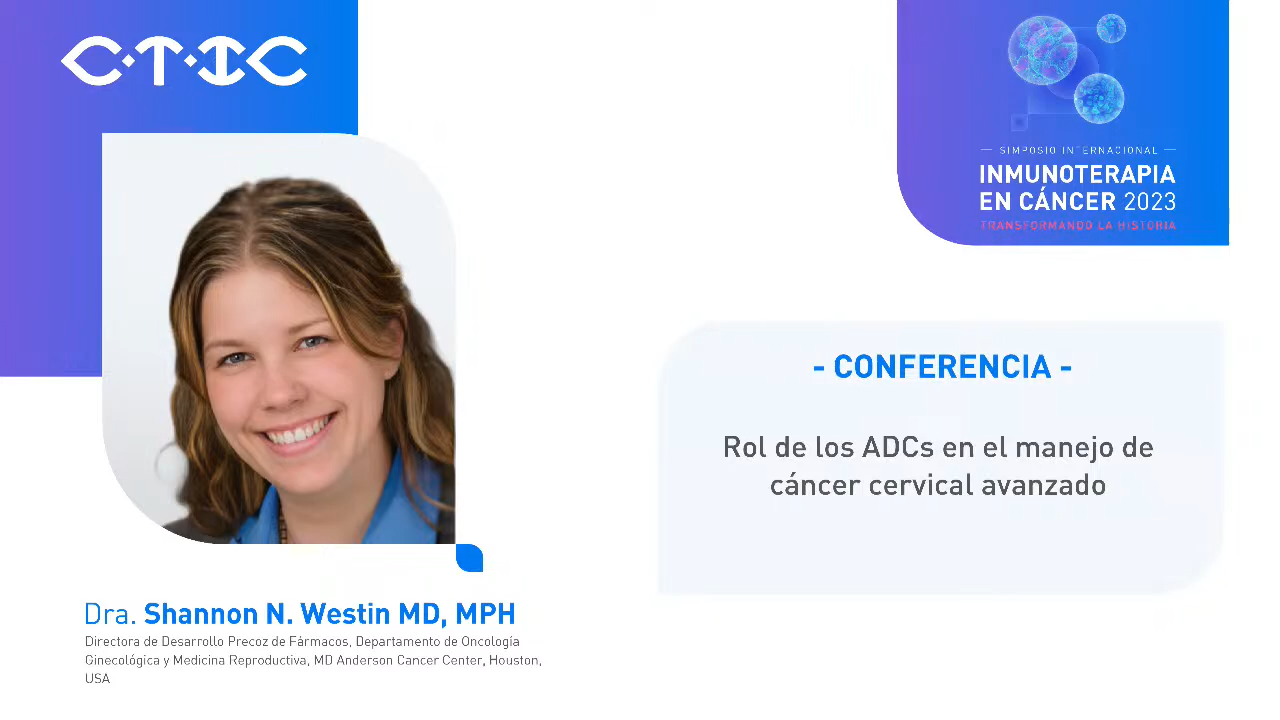 CTIC
SIMPOSIO INTERNACIONAL
INMUNOTERAPIA
EN CÁNCER 2023
TRANSFORMANDO LA HISTORIA
- CONFERENCIA -
Rol de los ADCs en el manejo de
cáncer cervical avanzado
Dra. Shannon N. Westin MD, MPH
Directora de Desarrollo Precoz de Fármacos, Departamento de Oncología
Ginecológica y Medicina Reproductiva, MD Anderson Cancer Center, Houston,
USA